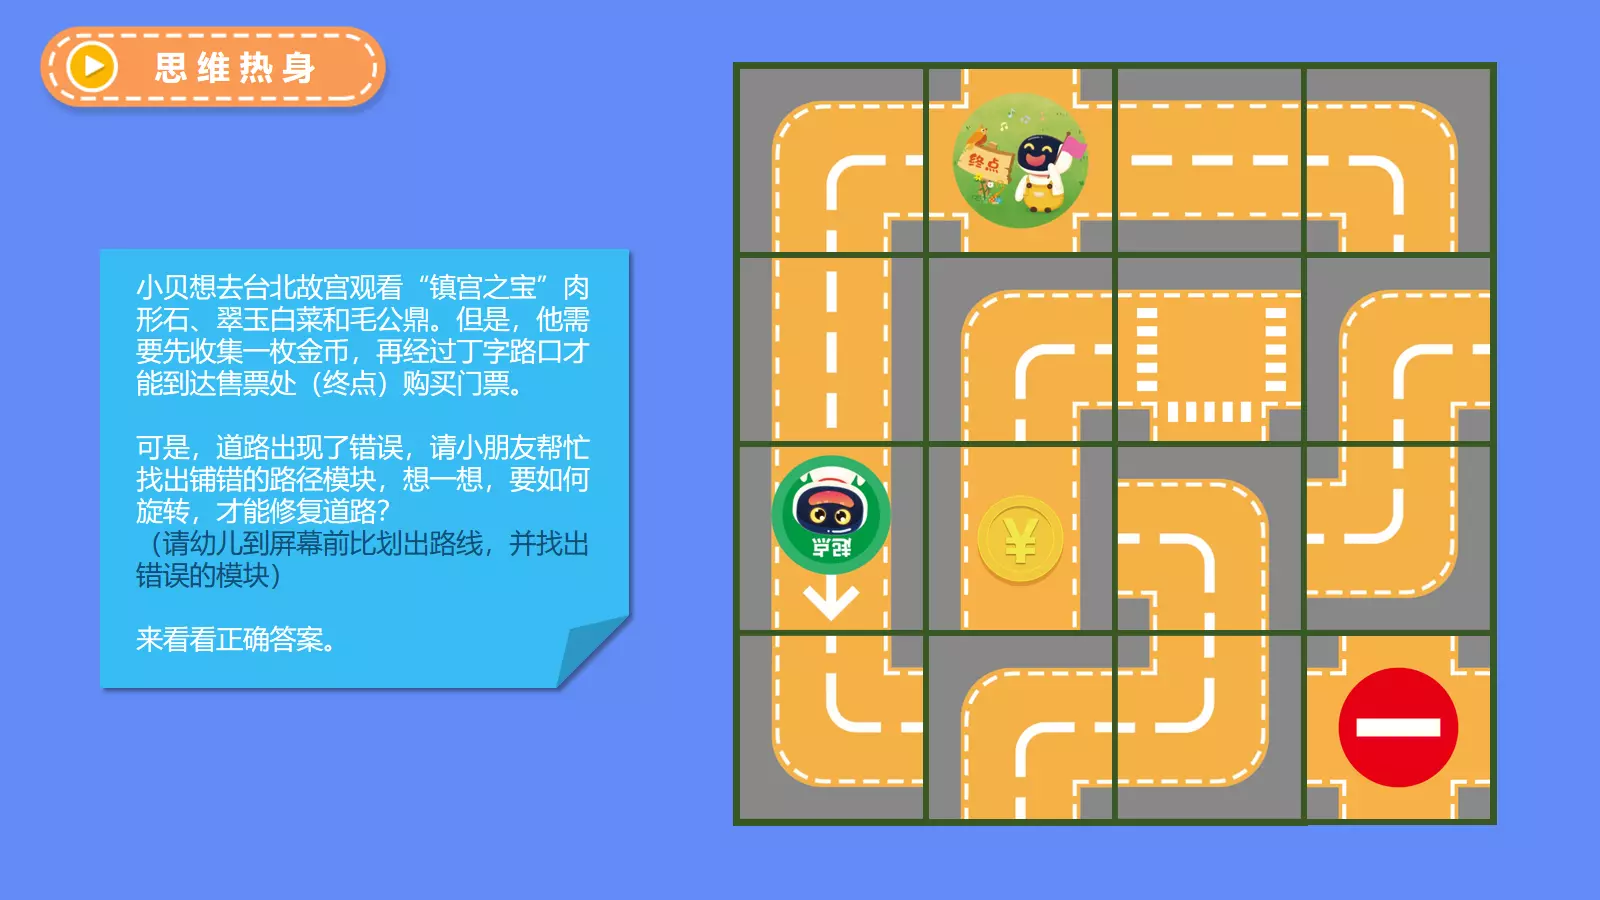 思维热身
小贝想去台北故宫观看“镇宫之宝”肉
形石、翠玉白菜和毛公鼎。但是，他需
要先收集一枚金币，再经过丁字路口才
能到达售票处（终点）购买门票。
可是，道路出现了错误，请小朋友帮忙
找出铺错的路径模块，想一想，要如何
旋转，才能修复道路？
（请幼儿到屏幕前比划出路线，并找出
错误的模块）
来看看正确答案。
终点
起点
¥